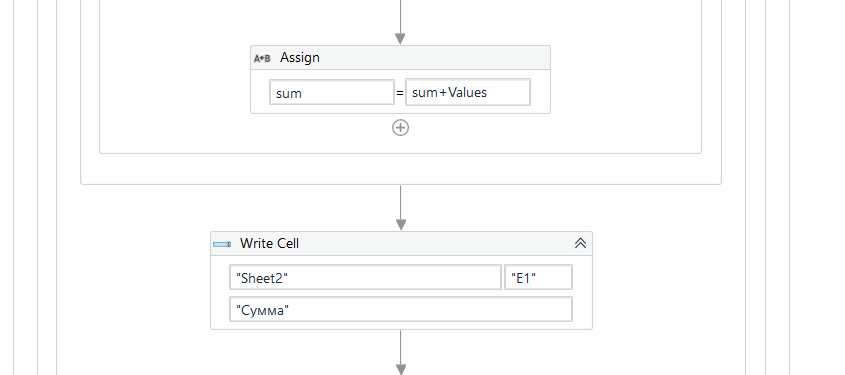 A+B Assign
sum = sum+Values
Write Cell
"Sheet2" "E1"
"Сумма"